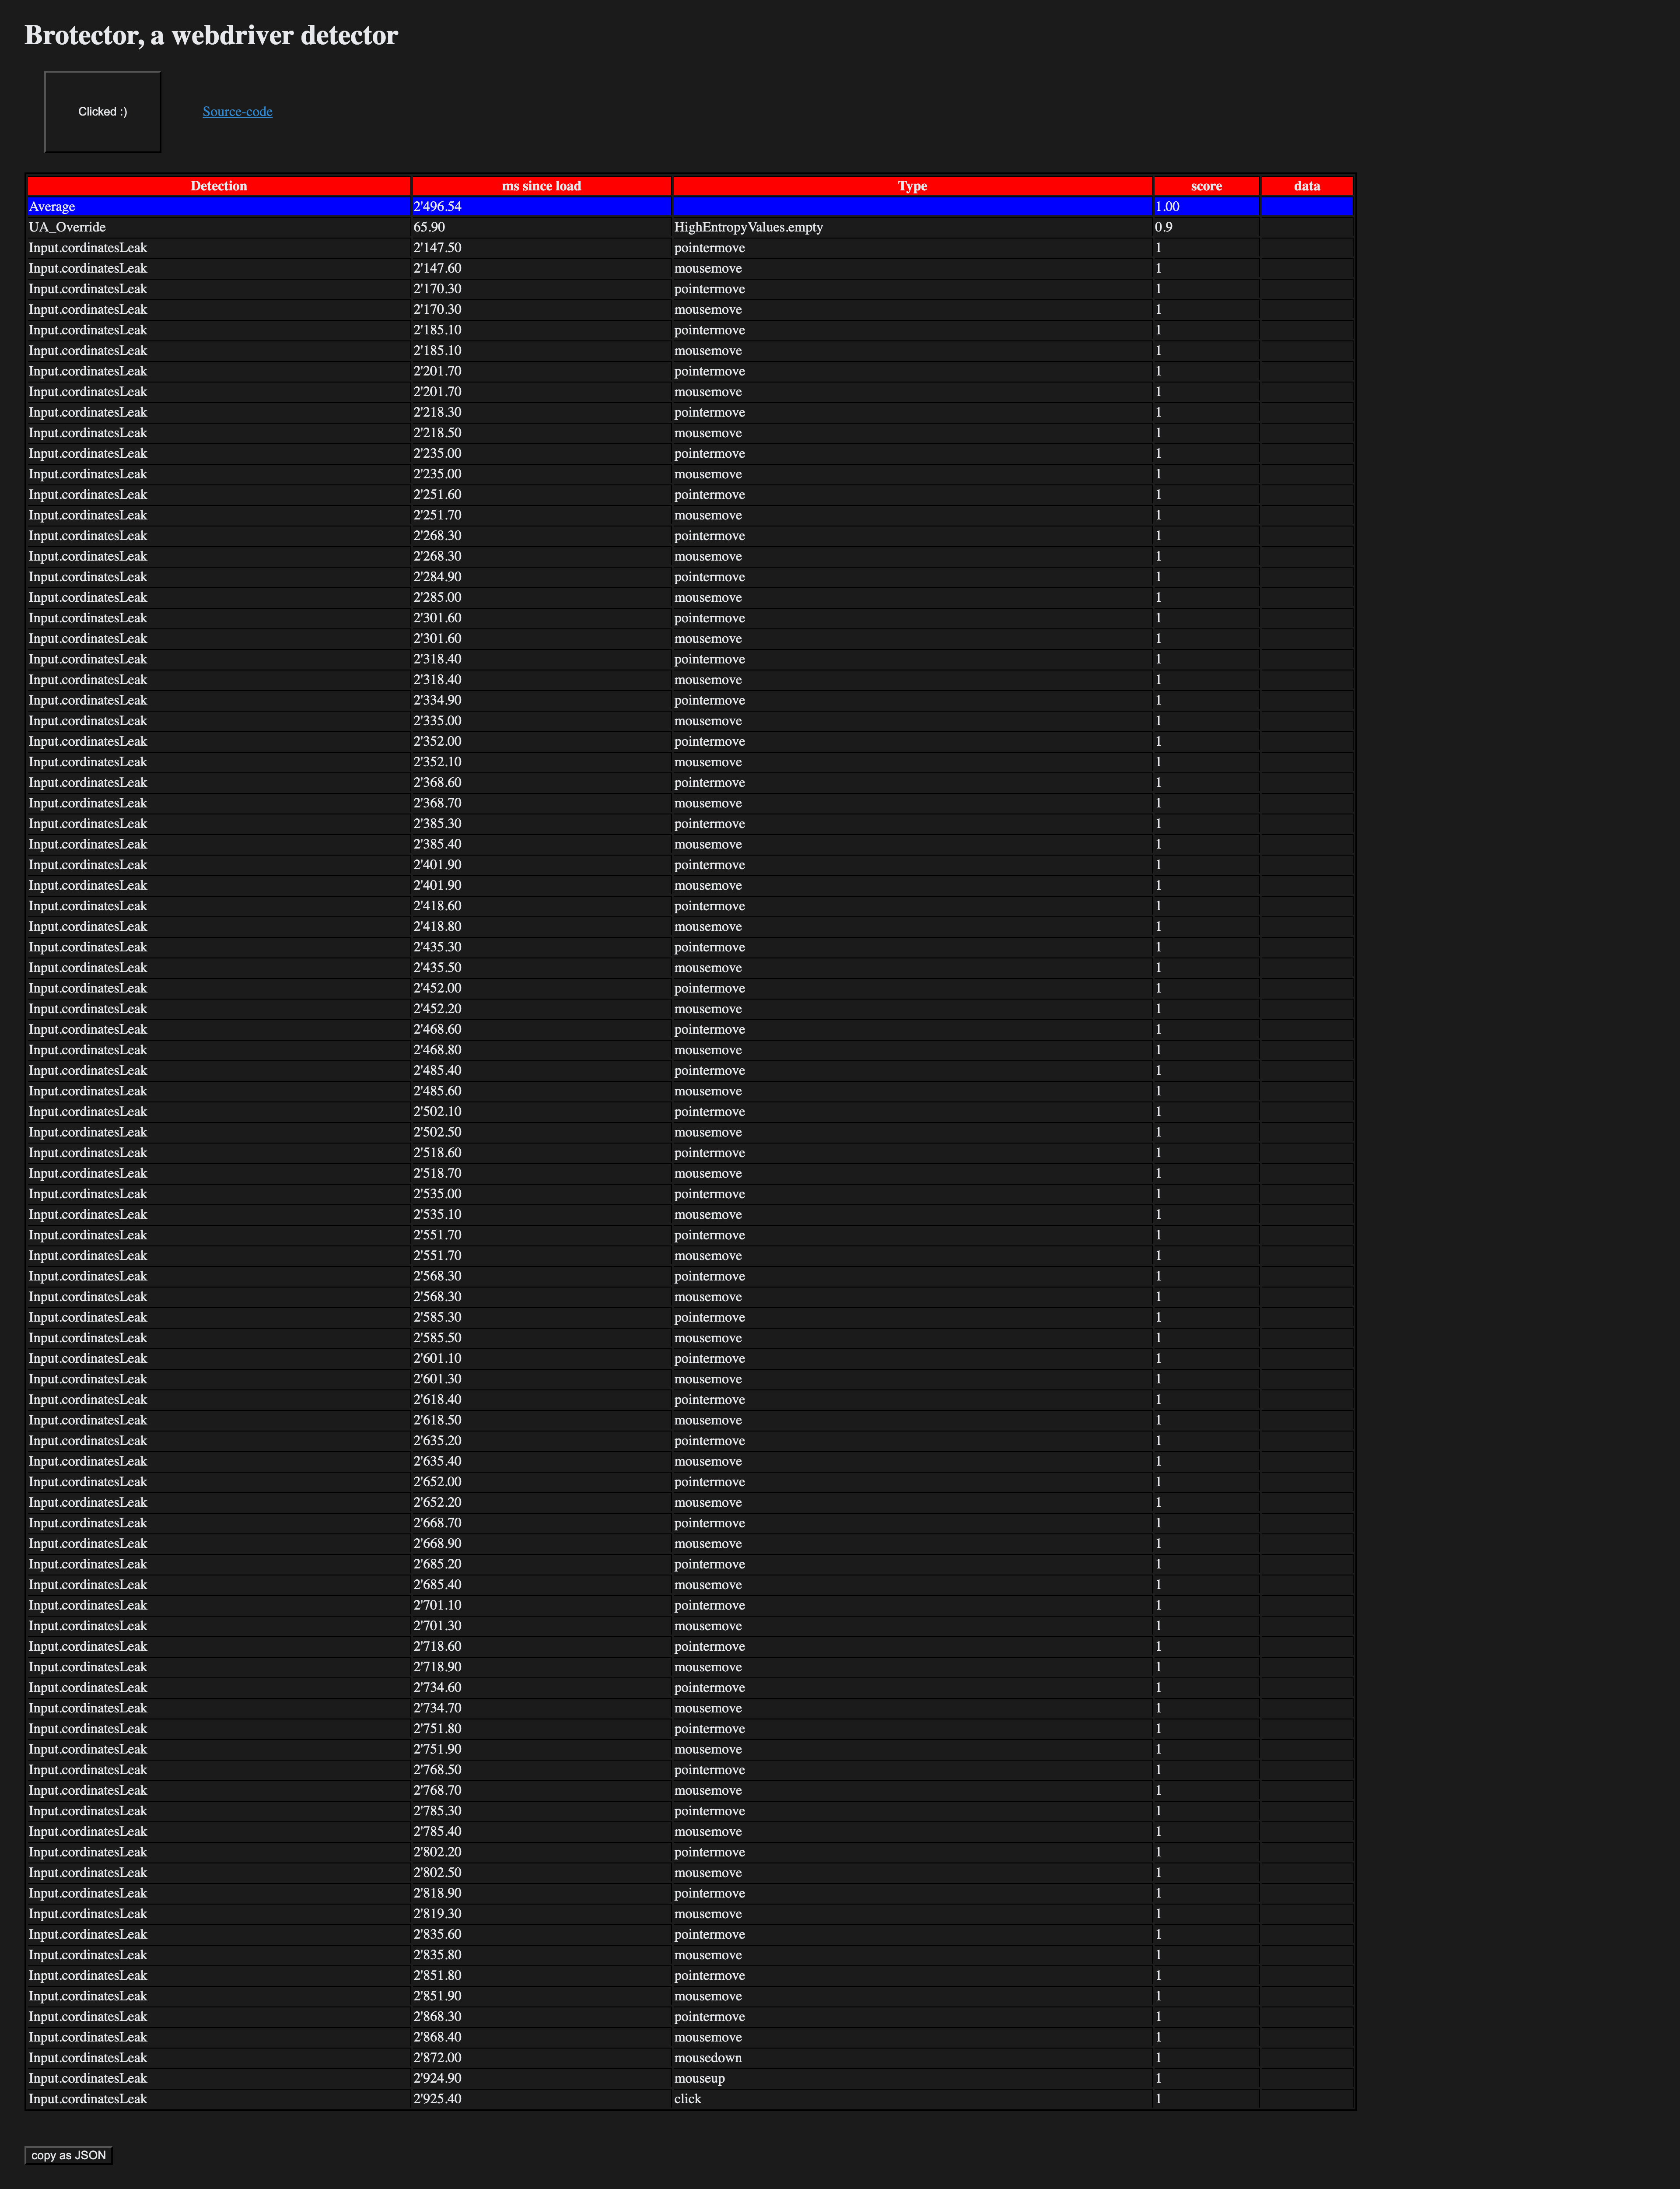 Brotector, a webdriver detector
Clicked :) Source-code
Detection ms since load Type score data
Average 2'496.54 1.00
UA_Override 65.90 HighEntropyValues.empty 0.9
Input.cordinatesLeak 2'147.50 pointermove 1
Input.cordinatesLeak 2'147.60 mousemove 1
Input.cordinatesLeak 2'170.30 pointermove 1
Input.cordinatesLeak 2'170.30 mousemove 1
Input.cordinatesLeak 2'185.10 pointermove 1
Input.cordinatesLeak 2'185.10 mousemove 1
Input.cordinatesLeak 2'201.70 pointermove 1
Input.cordinatesLeak 2'201.70 mousemove 1
Input.cordinatesLeak 2'218.30 pointermove 1
Input.cordinatesLeak 2'218.50 mousemove 1
Input.cordinatesLeak 2'235.00 pointermove 1
Input.cordinatesLeak 2'235.00 mousemove 1
Input.cordinatesLeak 2'251.60 pointermove 1
Input.cordinatesLeak 2'251.70 mousemove 1
Input.cordinatesLeak 2'268.30 pointermove 1
Input.cordinatesLeak 2'268.30 mousemove 1
Input.cordinatesLeak 2'284.90 pointermove 1
Input.cordinatesLeak 2'285.00 mousemove 1
Input.cordinatesLeak 2'301.60 pointermove 1
Input.cordinatesLeak 2'301.60 mousemove 1
Input.cordinatesLeak 2'318.40 pointermove 1
Input.cordinatesLeak 2'318.40 mousemove 1
Input.cordinatesLeak 2'334.90 pointermove 1
Input.cordinatesLeak 2'335.00 mousemove 1
Input.cordinatesLeak 2'352.00 pointermove 1
Input.cordinatesLeak 2'352.10 mousemove 1
Input.cordinatesLeak 2'368.60 pointermove 1
Input.cordinatesLeak 2'368.70 mousemove 1
Input.cordinatesLeak 2'385.30 pointermove 1
Input.cordinatesLeak 2'385.40 mousemove 1
Input.cordinatesLeak 2'401.90 pointermove 1
Input.cordinatesLeak 2'401.90 mousemove 1
Input.cordinatesLeak 2'418.60 pointermove 1
Input.cordinatesLeak 2'418.80 mousemove 1
Input.cordinatesLeak 2'435.30 pointermove 1
Input.cordinatesLeak 2'435.50 mousemove 1
Input.cordinatesLeak 2'452.00 pointermove 1
Input.cordinatesLeak 2'452.20 mousemove 1
Input.cordinatesLeak 2'468.60 pointermove 1
Input.cordinatesLeak 2'468.80 mousemove 1
Input.cordinatesLeak 2'485.40 pointermove 1
Input.cordinatesLeak 2'485.60 mousemove 1
Input.cordinatesLeak 2'502.10 pointermove 1
Input.cordinatesLeak 2'502.50 mousemove 1
Input.cordinatesLeak 2'518.60 pointermove 1
Input.cordinatesLeak 2'518.70 mousemove 1
Input.cordinatesLeak 2'535.00 pointermove 1
Input.cordinatesLeak 2'535.10 mousemove 1
Input.cordinatesLeak 2'551.70 pointermove 1
Input.cordinatesLeak 2'551.70 mousemove 1
Input.cordinatesLeak 2'568.30 pointermove 1
Input.cordinatesLeak 2'568.30 mousemove 1
Input.cordinatesLeak 2'585.30 pointermove 1
Input.cordinatesLeak 2'585.50 mousemove 1
Input.cordinatesLeak 2'601.10 pointermove 1
Input.cordinatesLeak 2'601.30 mousemove 1
Input.cordinatesLeak 2'618.40 pointermove 1
Input.cordinatesLeak 2'618.50 mousemove 1
Input.cordinatesLeak 2'635.20 pointermove 1
Input.cordinatesLeak 2'635.40 mousemove 1
Input.cordinatesLeak 2'652.00 pointermove 1
Input.cordinatesLeak 2'652.20 mousemove 1
Input.cordinatesLeak 2'668.70 pointermove 1
Input.cordinatesLeak 2'668.90 mousemove 1
Input.cordinatesLeak 2'685.20 pointermove 1
Input.cordinatesLeak 2'685.40 mousemove 1
Input.cordinatesLeak 2'701.10 pointermove 1
Input.cordinatesLeak 2'701.30 mousemove 1
Input.cordinatesLeak 2'718.60 pointermove 1
Input.cordinatesLeak 2'718.90 mousemove 1
Input.cordinatesLeak 2'734.60 pointermove 1
Input.cordinatesLeak 2'734.70 mousemove 1
Input.cordinatesLeak 2'751.80 pointermove 1
Input.cordinatesLeak 2'751.90 mousemove 1
Input.cordinatesLeak 2'768.50 pointermove 1
Input.cordinatesLeak 2'768.70 mousemove 1
Input.cordinatesLeak 2'785.30 pointermove 1
Input.cordinatesLeak 2'785.40 mousemove 1
Input.cordinatesLeak 2'802.20 pointermove 1
Input.cordinatesLeak 2'802.50 mousemove 1
Input.cordinatesLeak 2'818.90 pointermove 1
Input.cordinatesLeak 2'819.30 mousemove 1
Input.cordinatesLeak 2'835.60 pointermove 1
Input.cordinatesLeak 2'835.80 mousemove 1
Input.cordinatesLeak 2'851.80 pointermove 1
Input.cordinatesLeak 2'851.90 mousemove 1
Input.cordinatesLeak 2'868.30 pointermove 1
Input.cordinatesLeak 2'868.40 mousemove 1
Input.cordinatesLeak 2'872.00 mousedown 1
Input.cordinatesLeak 2'924.90 mouseup 1
Input.cordinatesLeak 2'925.40 click 1
copy as JSON